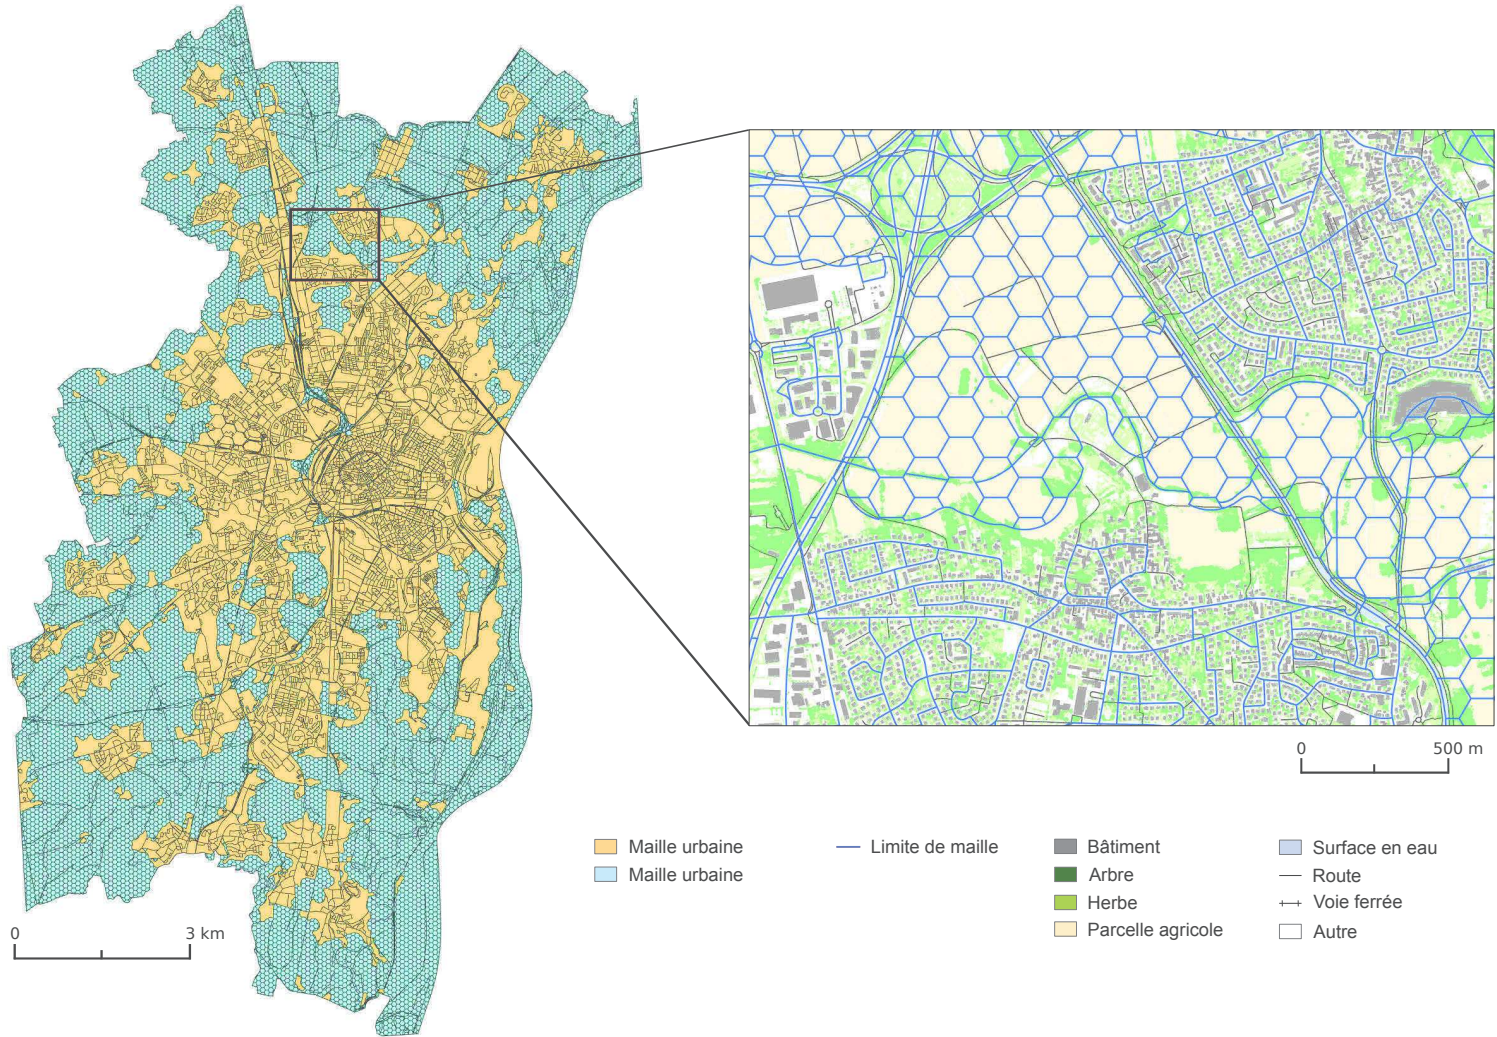 0 500 m
Maille urbaine
Maille urbaine
Limite de maille
Bâtiment
Arbre
Herbe
Parcelle agricole
Surface en eau
Route
Voie ferrée
Autre
0 3 km